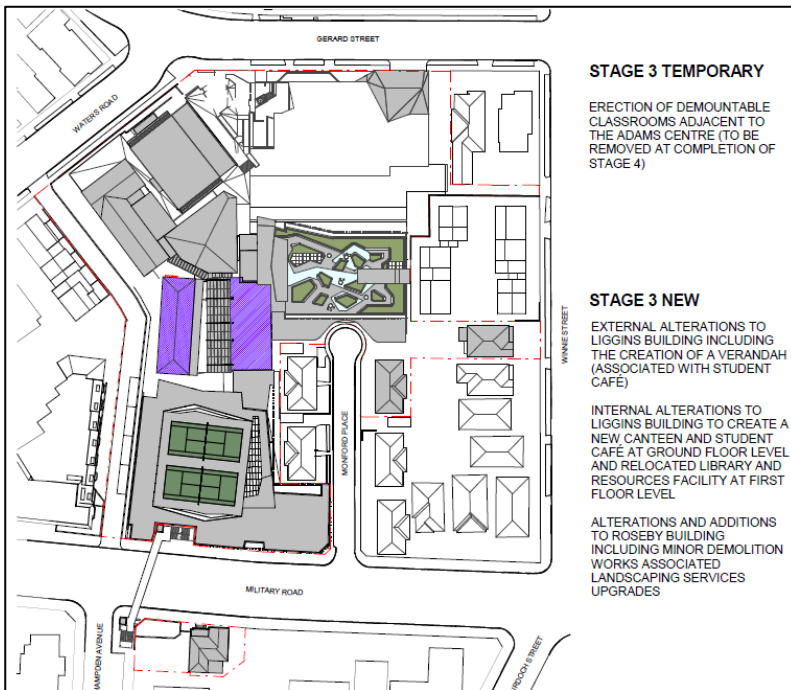 GERARD STREET
WATERS ROAD
WINNIE STREET
MONFORD PLACE
MILITARY ROAD
HAMPDEN AVENUE
RDOCH STREET
STAGE 3 TEMPORARY
ERECTION OF DEMOUNTABLE
CLASSROOMS ADJACENT TO
THE ADAMS CENTRE (TO BE
REMOVED AT COMPLETION OF
STAGE 4)
STAGE 3 NEW
EXTERNAL ALTERATIONS TO
LIGGINS BUILDING INCLUDING
THE CREATION OF A VERANDAH
(ASSOCIATED WITH STUDENT
CAFÉ)
INTERNAL ALTERATIONS TO
LIGGINS BUILDING TO CREATE A
NEW CANTEEN AND STUDENT
CAFÉ AT GROUND FLOOR LEVEL
AND RELOCATED LIBRARY AND
RESOURCES FACILITY AT FIRST
FLOOR LEVEL
ALTERATIONS AND ADDITIONS
TO ROSEBY BUILDING
INCLUDING MINOR DEMOLITION
WORKS ASSOCIATED
LANDSCAPING SERVICES
UPGRADES